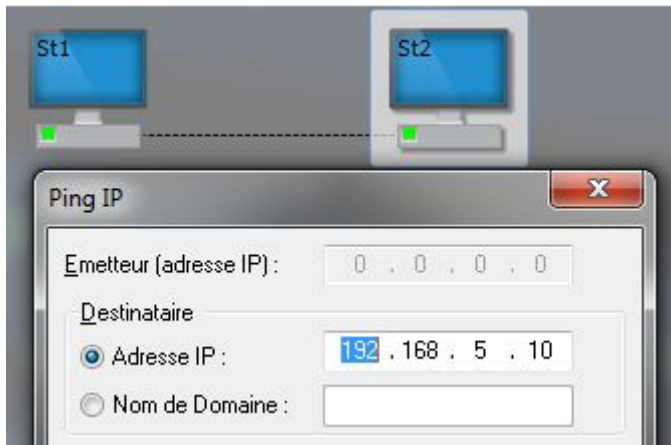 St1 St2
Ping IP
Emetteur (adresse IP) : 0 . 0 . 0 . 0
Destinataire
Adresse IP : 192 . 168 . 5 . 10
Nom de Domaine :